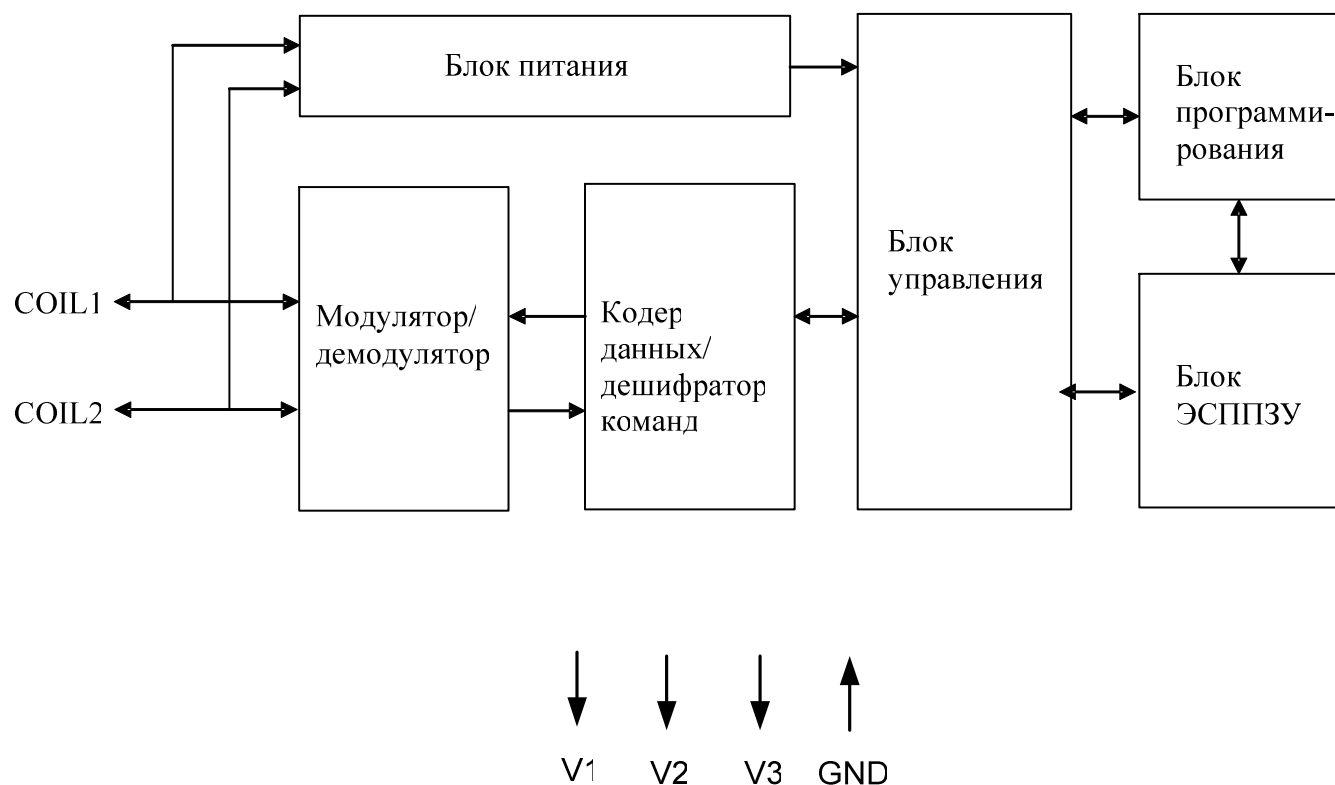 Блок питания
Блок
программи-
рования
Блок
управления
COIL1
Модулятор/
демодулятор
Кодер
данных/
дешифратор
команд
COIL2
Блок
ЭСППЗУ
V1 V2 V3 GND